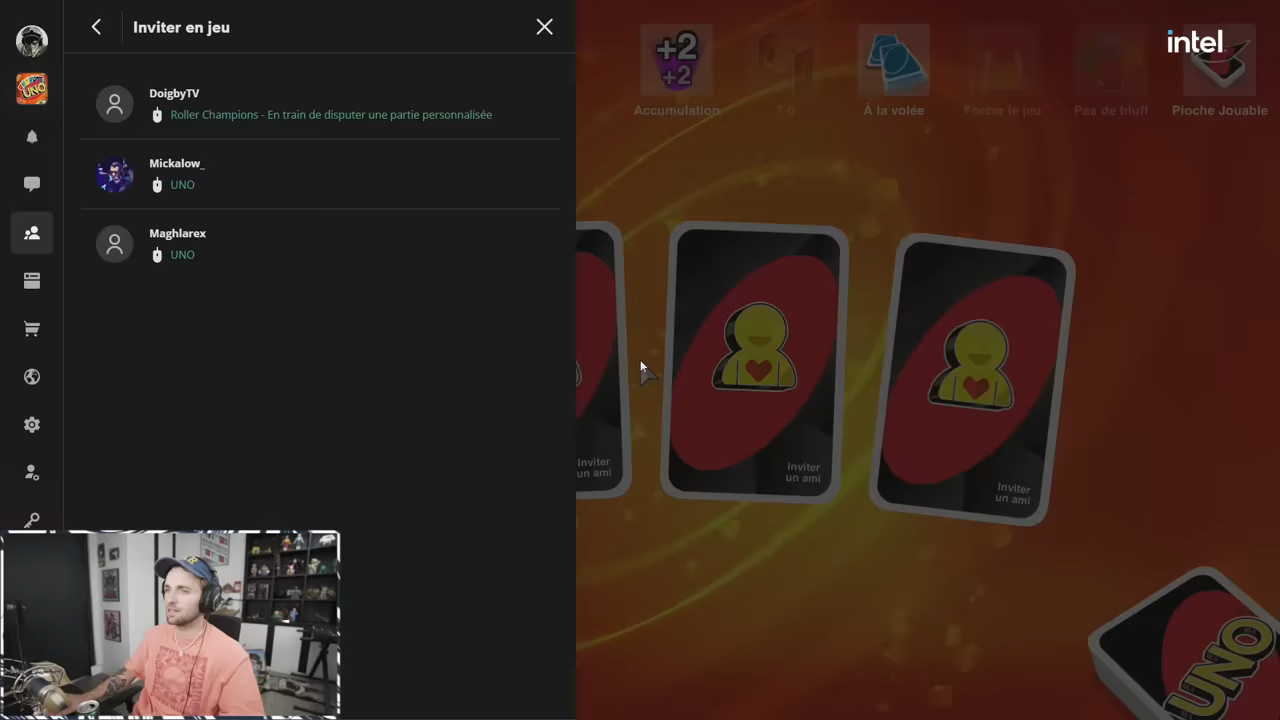 Inviter en jeu
DoigbyTV
Roller Champions - En train de disputer une partie personnalisée
Mickalow_
UNO
Maghlarex
UNO
intel
+2
+2
Accumulation
À la volée
Forcer le jeu
Pas de bluff
Pioche Jouable
Inviter
un ami
Inviter
un ami
Inviter
un ami
UNO
UNO